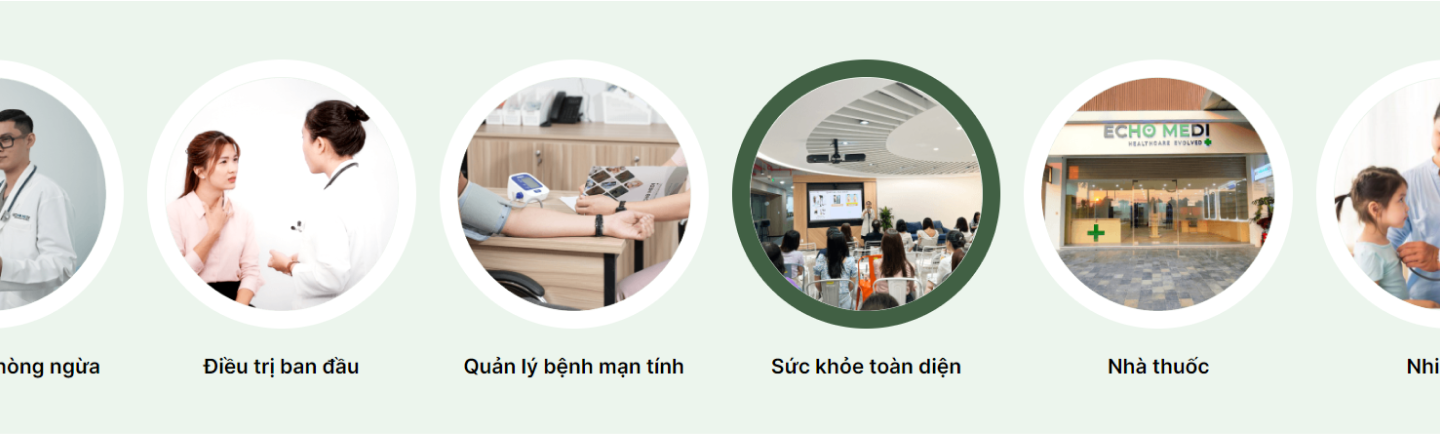 ECHO MEDI
HEALTHCARE EVOLVED
hòng ngừa
Điều trị ban đầu
Quản lý bệnh mạn tính
Sức khỏe toàn diện
Nhà thuốc
Nhi